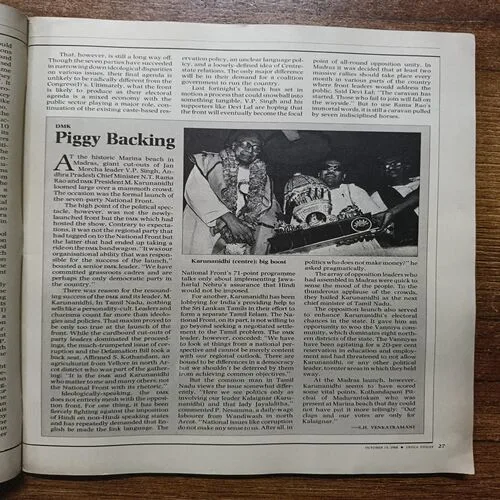 That, however, is still a long way off.
Though the seven parties have succeeded
in narrowing down ideological disparities
on various issues, their final agenda is
unlikely to be radically different from the
Congress(I)'s. Ultimately, what the front
is likely to produce as their electoral
agenda is a mixed economy with the
public sector playing a major role, con-
tinuation of the existing caste-based res-
ervation policy, an unclear language pol-
icy, and a loosely-defined idea of Centre-
state relations. The only major difference
will be in their demand for a coalition
government to run the country.
Last fortnight's launch has set in
motion a process that could snowball into
something tangible. V.P. Singh and his
supporters like Devi Lal are hoping that
the front will eventually become the focal
point of all-round opposition unity. In
Madras it was decided that at least two
massive rallies should take place every
month in various parts of the country
where front leaders would address the
public. Said Devi Lal: "The caravan has
started. Those who fail to join will fall on
the wayside." But to use Rama Rao's
immortal words, it is still a caravan pulled
by seven indisciplined horses.
DMK
Piggy Backing
AT the historic Marina beach in
Madras, giant cut-outs of Jan
Morcha leader V.P. Singh, An-
dhra Pradesh Chief Minister N.T. Rama
Rao and DMK President M. Karunanidhi
loomed large over a mammoth crowd.
The occasion was the formal launch of
the seven-party National Front.
The high point of the political spec-
tacle, however, was not the newly-
launched front but the DMK which had
hosted the show. Contrary to expecta-
tions, it was not the regional party that
had tagged on to the National Front but
the latter that had ended up taking a
ride on the DMK bandwagon. "It was our
organisational ability that was respon-
sible for the success of the launch,"
boasted a senior DMK leader. "We have
committed grassroots cadres and are
perhaps the only democratic party in
the country."
There was reason for the resound-
ing success of the DMK and its leader M.
Karunanidhi. In Tamil Nadu, nothing
sells like a personality-cult. Leaders and
charisma count for more than ideolo-
gies and policies. That maxim proved to
be only too true at the launch of the
front. While the cardboard cut-outs of
party leaders dominated the proceed-
ings, the much-trumpeted issue of cor-
ruption and the Defamation Bill took a
back seat. Affirmed S. Kothandam, an
agriculturist from Vellore in north Ar-
cot district who was part of the gather-
ing: "It is the DMK and Karunanidhi
who matter to me and many others, not
the National Front with its rhetoric."
Ideologically-speaking, the DMK
does not entirely mesh with the opposi-
tion front. For one thing, it has been
fiercely fighting against the imposition
of Hindi on non-Hindi-speaking states
and has repeatedly demanded that En-
glish be made the link language. The
Karunanidhi (centre): big boost
National Front's 71-point programme
talks only about implementing Jawa-
harlal Nehru's assurance that Hindi
would not be imposed.
For another, Karunanidhi has been
lobbying for India's providing help to
the Sri Lankan Tamils in their effort to
form a separate Tamil Eelam. The Na-
tional Front, on its part, is not willing to
go beyond seeking a negotiated settle-
ment to the Tamil problem. The DMK
leader, however, conceded: "We have
to look at things from a national per-
spective and cannot be merely content
with our regional outlook. There are
bound to be differences in a democracy
but we shouldn't be deterred by them
in achieving common objectives."
But the common man in Tamil
Nadu views the issue somewhat differ-
ently. "Here we see politics only as
involving our leader Kalaignar (Karu-
nanidhi) and that lady Jayalalitha,"
commented P. Nesamma, a daily-wage
labourer from Wandiwash in north
Arcot. "National issues like corruption
do not make any sense to us. After all, in
politics who does not make money?" he
asked pragmatically.
The array of opposition leaders who
had assembled in Madras were quick to
sense the mood of the people. To the
thunderous applause of the crowds,
they hailed Karunanidhi as the next
chief minister of Tamil Nadu.
The opposition launch also served
to enhance Karunanidhi's electoral
prospects in the state. It gave him an
opportunity to woo the Vanniya com-
munity, which dominates eight north-
ern districts of the state. The Vanniyas
have been agitating for a 20-per cent
reservation in education and employ-
ment and had threatened to not allow
Karunanidhi, or any other political
leader, to enter areas in which they held
sway.
At the Madras launch, however,
Karunanidhi seems to have scored
some vital points. Kothandapani Nai-
char of Madurantakam who was
present at Marina beach that day could
not have put it more tellingly: "Our
claps and our votes are only for
Kalaignar."
—S.H. VENKATRAMANI
OCTOBER 15, 1988 ◆ INDIA TODAY 27